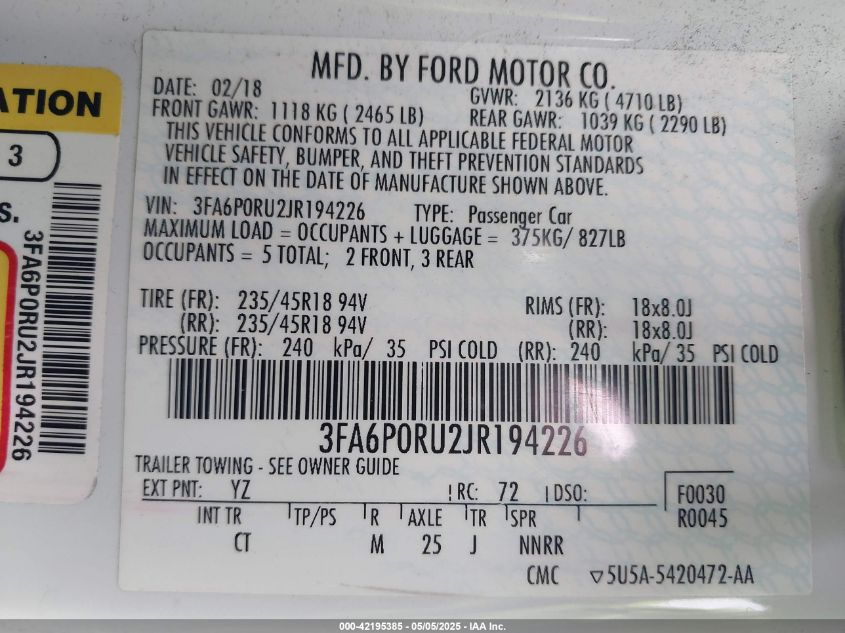 ATION
3
S.
3FA6P0RU2JR194226
MFD. BY FORD MOTOR CO.
DATE: 02/18 GVWR: 2136 KG ( 4710 LB)
FRONT GAWR: 1118 KG ( 2465 LB) REAR GAWR: 1039 KG ( 2290 LB)
THIS VEHICLE CONFORMS TO ALL APPLICABLE FEDERAL MOTOR
VEHICLE SAFETY, BUMPER, AND THEFT PREVENTION STANDARDS
IN EFFECT ON THE DATE OF MANUFACTURE SHOWN ABOVE.
VIN: 3FA6P0RU2JR194226 TYPE: Passenger Car
MAXIMUM LOAD = OCCUPANTS + LUGGAGE = 375KG/ 827LB
OCCUPANTS = 5 TOTAL; 2 FRONT, 3 REAR
TIRE (FR): 235/45R18 94V RIMS (FR): 18x8.0J
(RR): 235/45R18 94V (RR): 18x8.0J
PRESSURE (FR): 240 kPa/ 35 PSI COLD (RR): 240 kPa/ 35 PSI COLD
3FA6P0RU2JR194226
TRAILER TOWING - SEE OWNER GUIDE
EXT PNT: YZ RC: 72 DSO: F0030
R0045
INT TR TP/PS R AXLE TR SPR
CT M 25 J NNRR
CMC ▽5U5A-5420472-AA
000-42195385 - 05/05/2025 - IAA Inc.